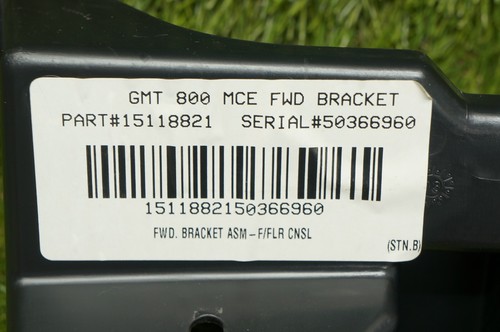 GMT 800 MCE FWD BRACKET
PART#15118821 SERIAL#50366960
1511882150366960
FWD. BRACKET ASM-F/FLR CNSL
(STN.B)